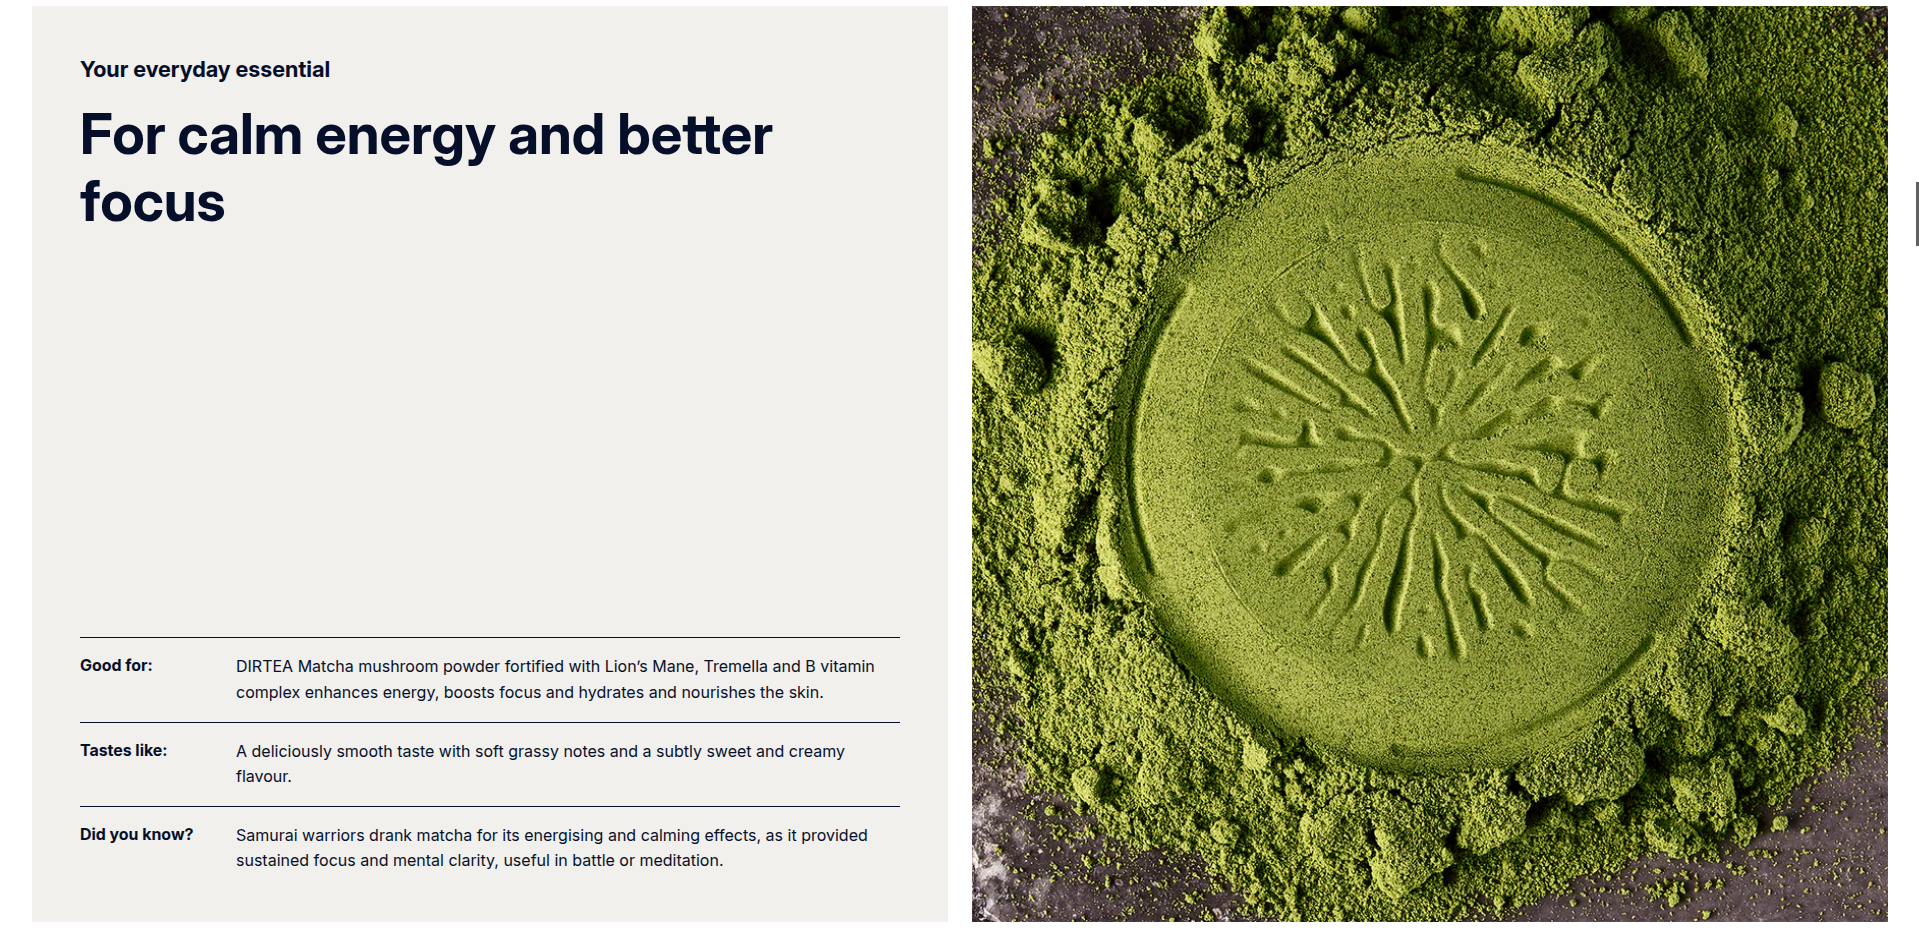 Your everyday essential
For calm energy and better
focus
Good for:
DIRTEA Matcha mushroom powder fortified with Lion's Mane, Tremella and B vitamin
complex enhances energy, boosts focus and hydrates and nourishes the skin.
Tastes like:
A deliciously smooth taste with soft grassy notes and a subtly sweet and creamy
flavour.
Did you know?
Samurai warriors drank matcha for its energising and calming effects, as it provided
sustained focus and mental clarity, useful in battle or meditation.